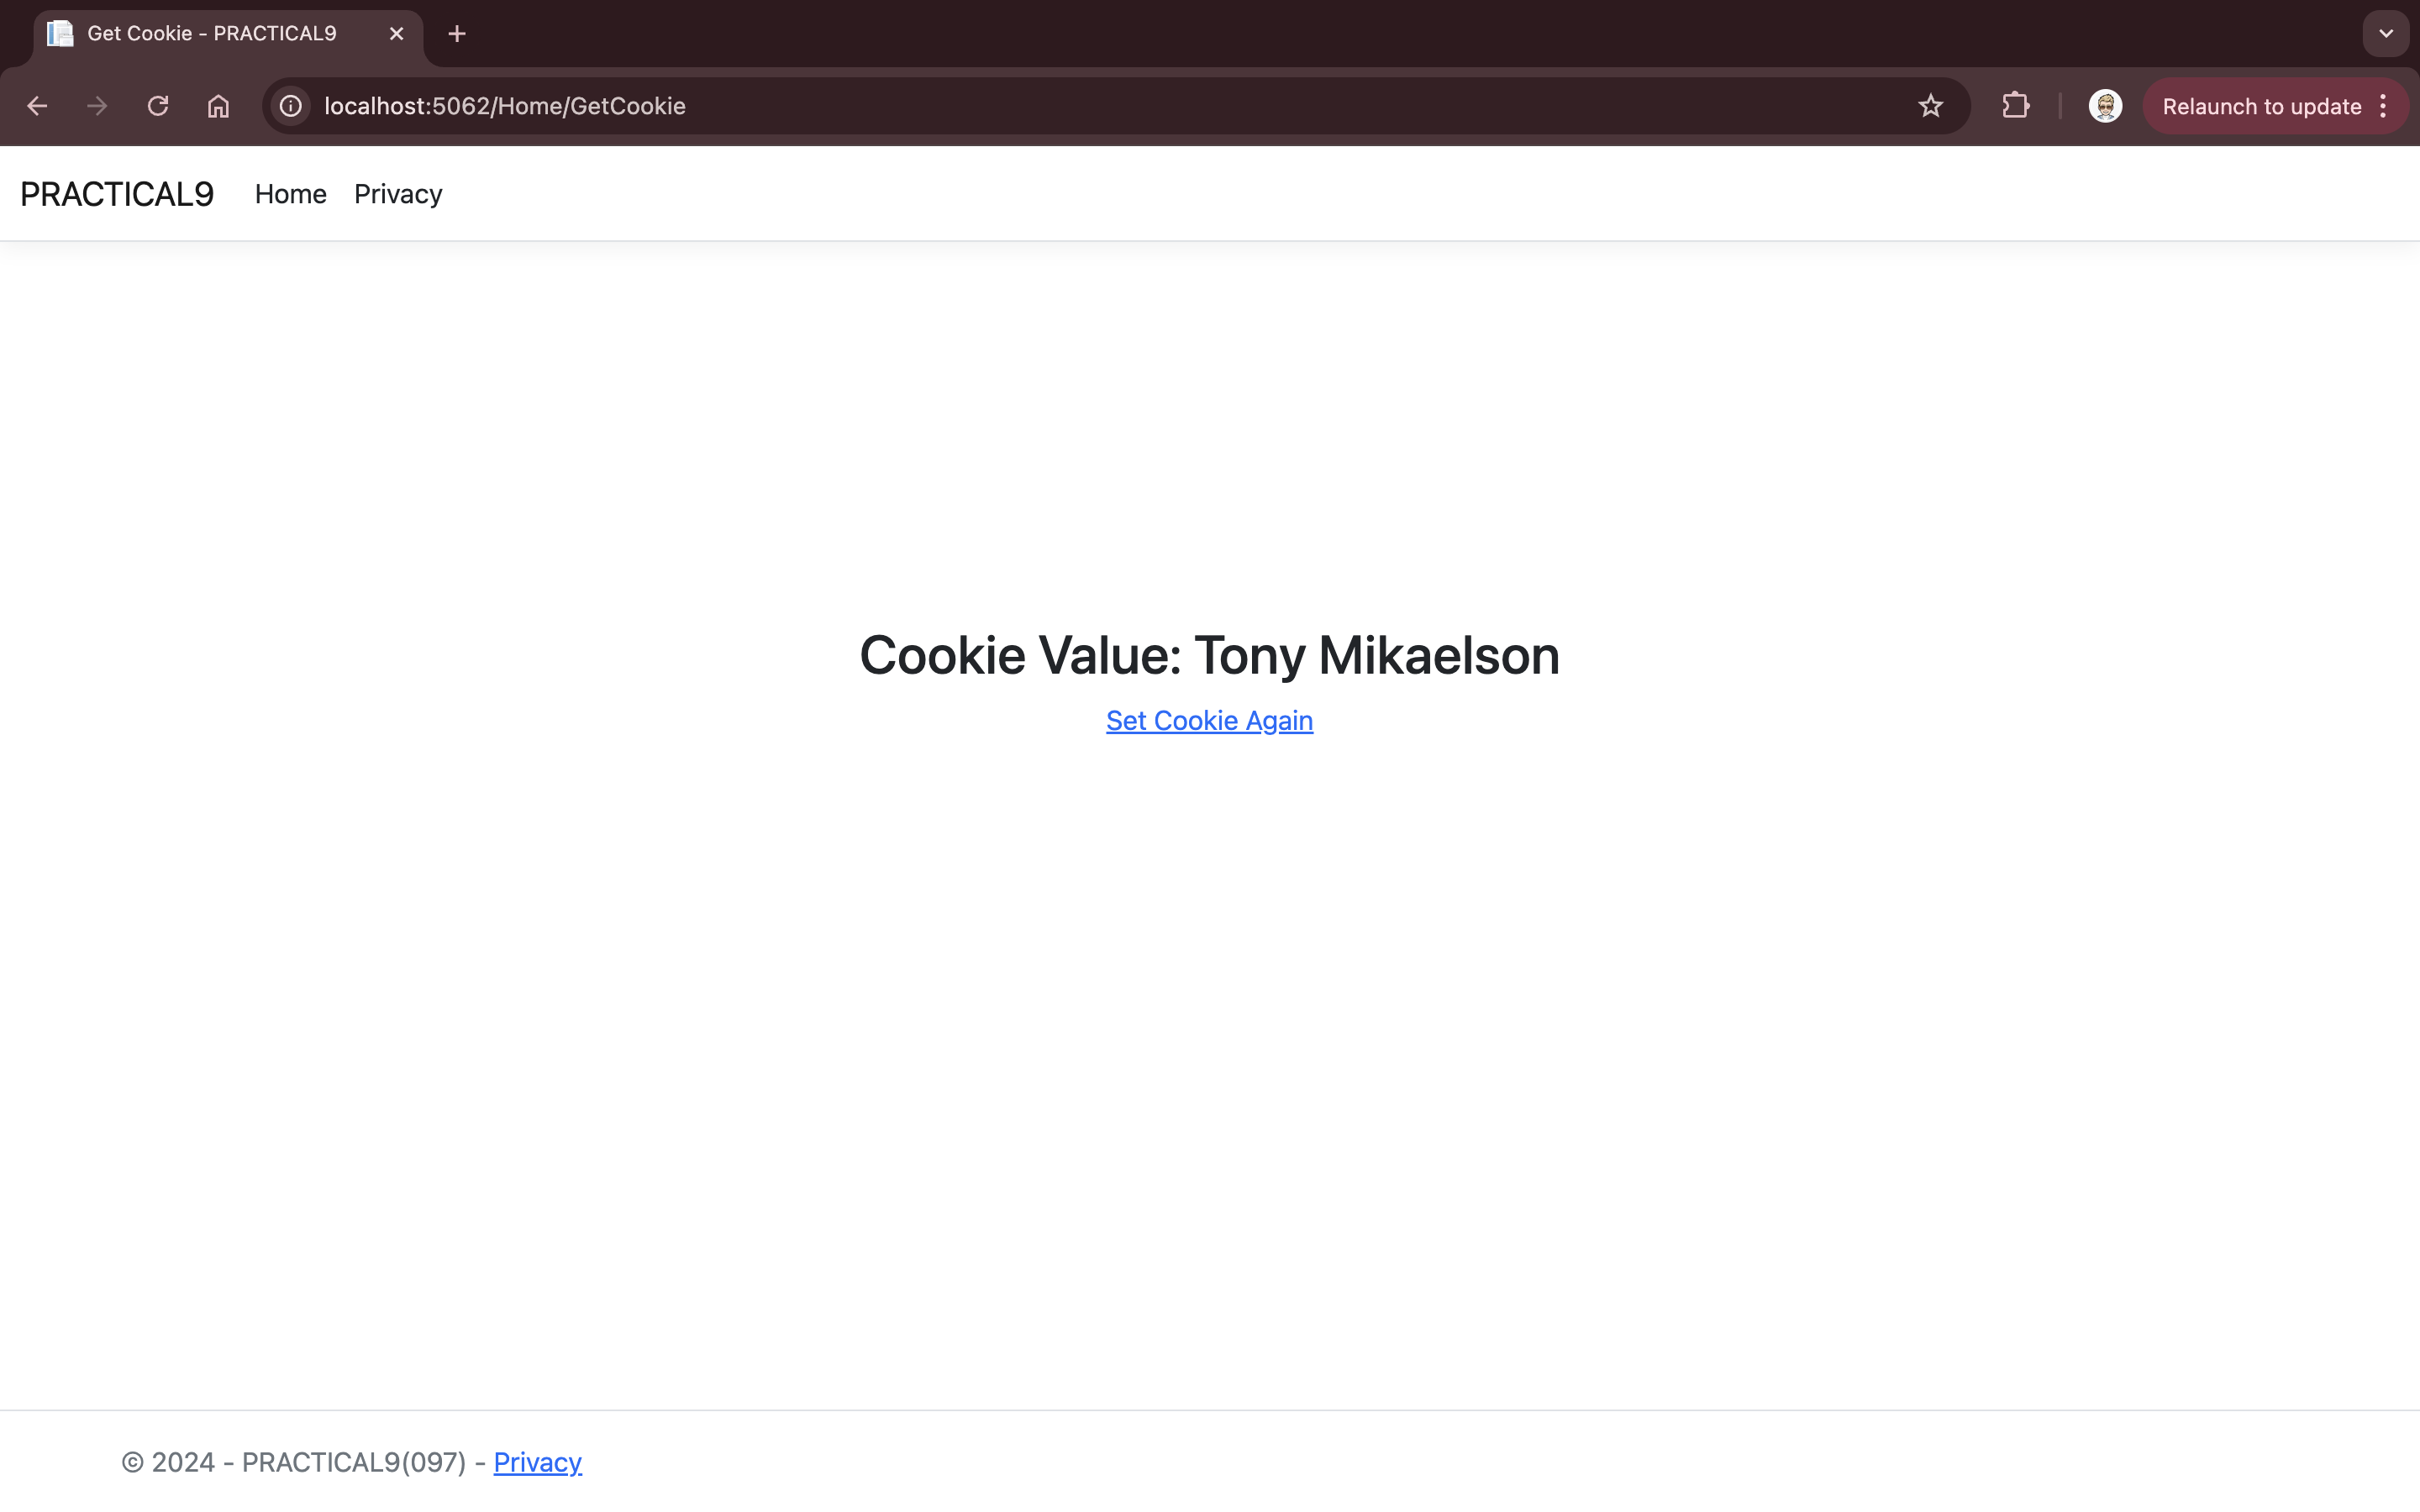 Get Cookie - PRACTICAL9
localhost:5062/Home/GetCookie
Relaunch to update
PRACTICAL9 Home Privacy
Cookie Value: Tony Mikaelson
Set Cookie Again
© 2024 - PRACTICAL9(097) - Privacy